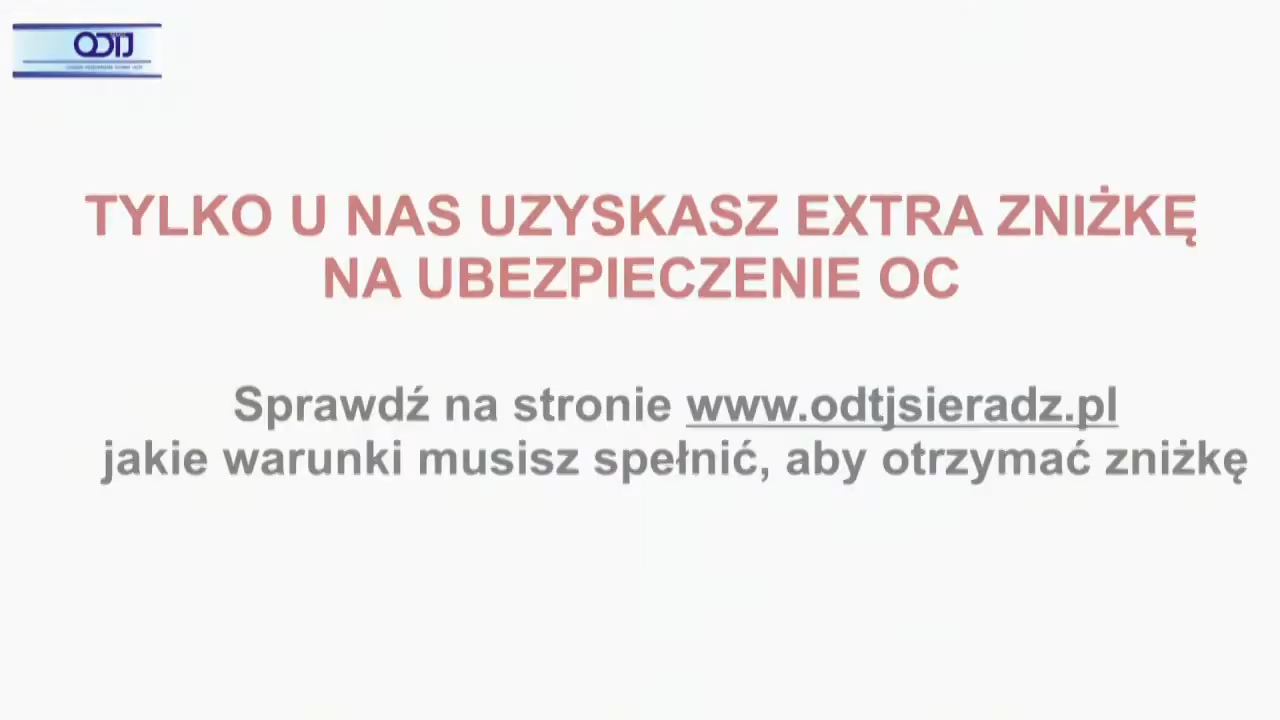 ODTJ
TYLKO U NAS UZYSKASZ EXTRA ZNIŻKĘ
NA UBEZPIECZENIE OC
Sprawdź na stronie www.odtjsieradz.pl
jakie warunki musisz spełnić, aby otrzymać zniżkę